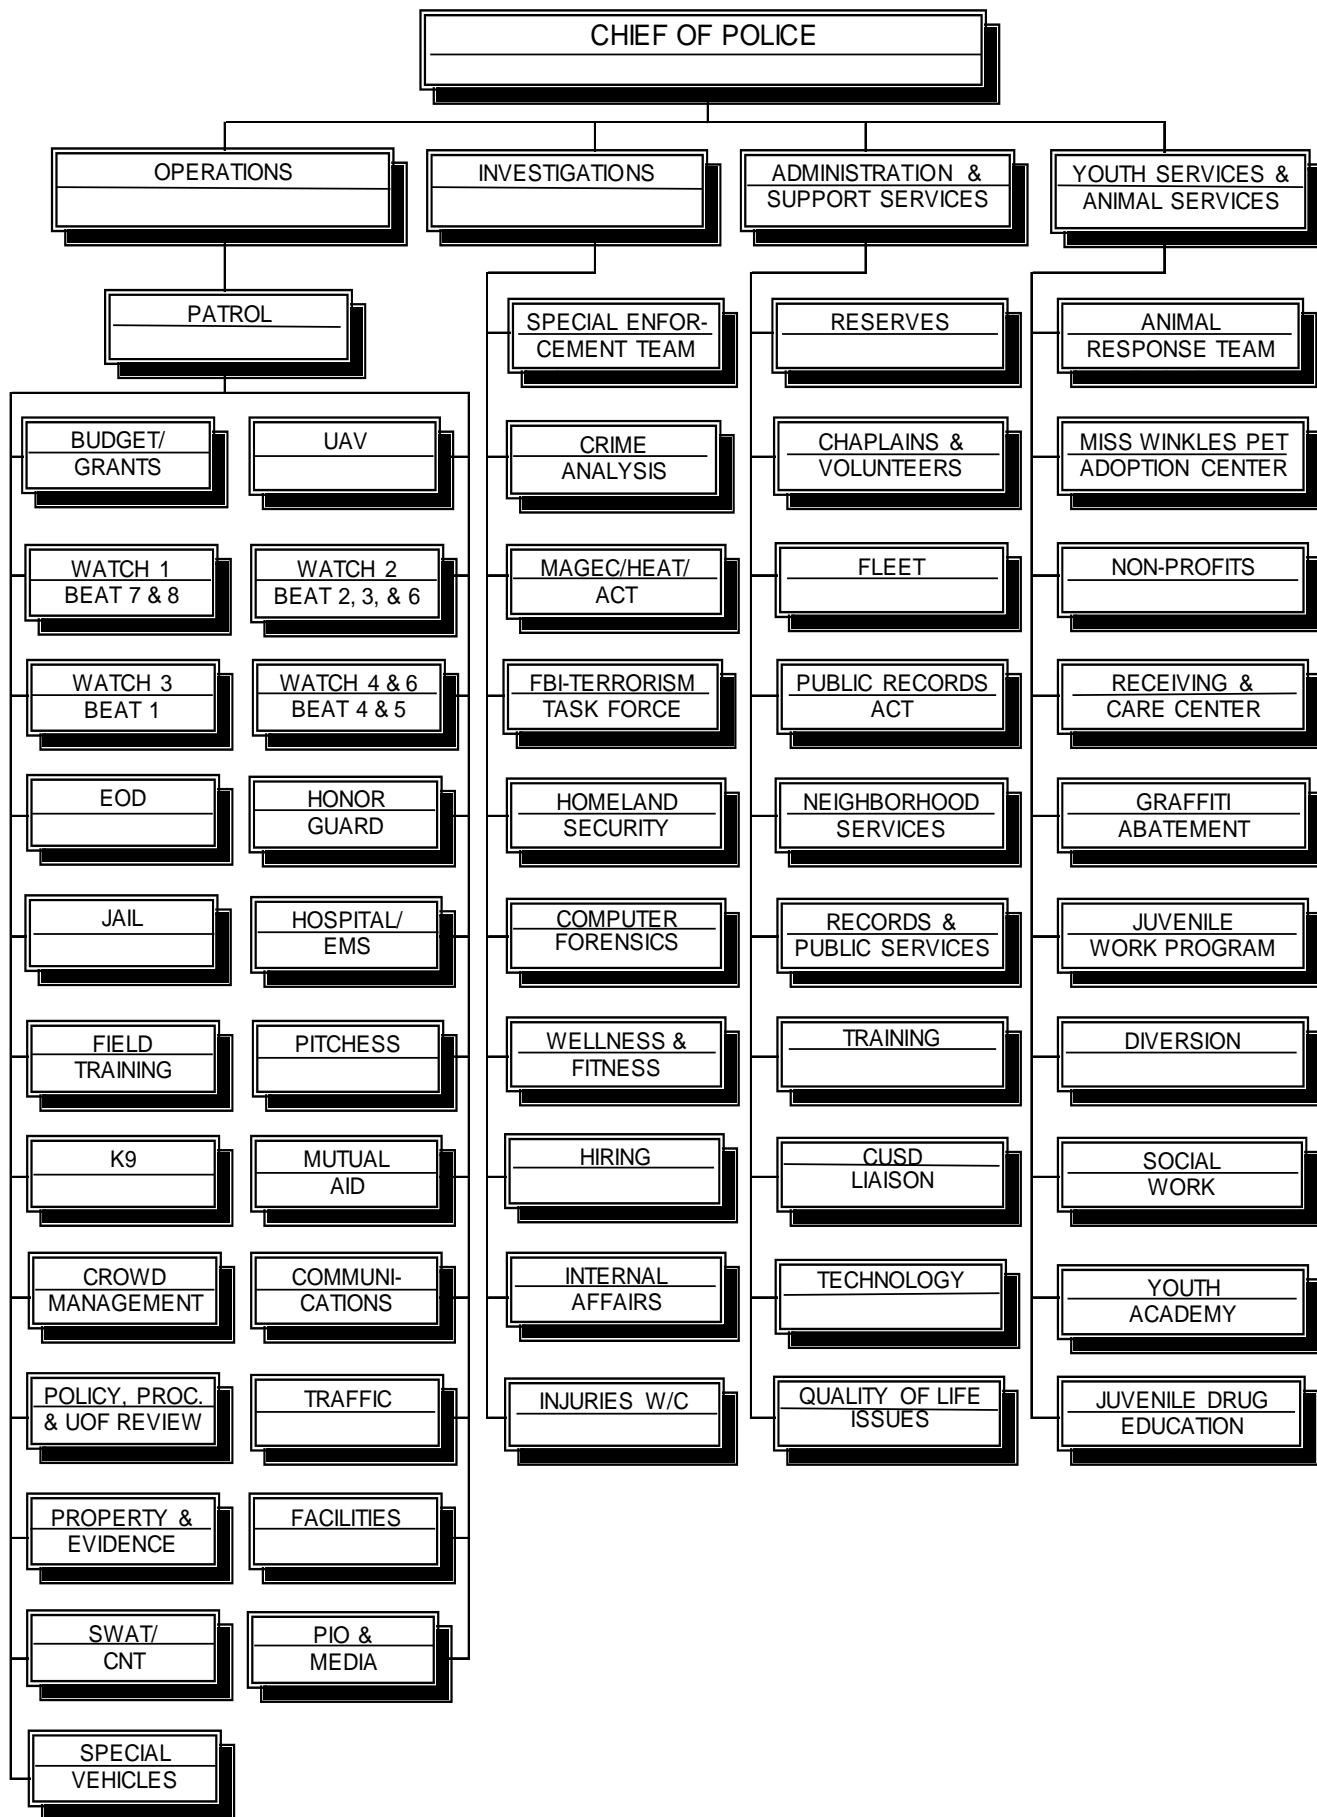 CHIEF OF POLICE
OPERATIONS
INVESTIGATIONS
ADMINISTRATION &
SUPPORT SERVICES
YOUTH SERVICES &
ANIMAL SERVICES
PATROL
BUDGET/
GRANTS
UAV
WATCH 1
BEAT 7 & 8
WATCH 2
BEAT 2, 3, & 6
WATCH 3
BEAT 1
WATCH 4 & 6
BEAT 4 & 5
EOD
HONOR
GUARD
JAIL
HOSPITAL/
EMS
FIELD
TRAINING
PITCHESS
K9
MUTUAL
AID
CROWD
MANAGEMENT
COMMUNI-
CATIONS
POLICY, PROC.
& UOF REVIEW
TRAFFIC
PROPERTY &
EVIDENCE
FACILITIES
SWAT/
CNT
PIO &
MEDIA
SPECIAL
VEHICLES
SPECIAL ENFOR-
CEMENT TEAM
CRIME
ANALYSIS
MAGEC/HEAT/
ACT
FBI-TERRORISM
TASK FORCE
HOMELAND
SECURITY
COMPUTER
FORENSICS
WELLNESS &
FITNESS
HIRING
INTERNAL
AFFAIRS
INJURIES W/C
RESERVES
CHAPLAINS &
VOLUNTEERS
FLEET
PUBLIC RECORDS
ACT
NEIGHBORHOOD
SERVICES
RECORDS &
PUBLIC SERVICES
TRAINING
CUSD
LIAISON
TECHNOLOGY
QUALITY OF LIFE
ISSUES
ANIMAL
RESPONSE TEAM
MISS WINKLES PET
ADOPTION CENTER
NON-PROFITS
RECEIVING &
CARE CENTER
GRAFFITI
ABATEMENT
JUVENILE
WORK PROGRAM
DIVERSION
SOCIAL
WORK
YOUTH
ACADEMY
JUVENILE DRUG
EDUCATION